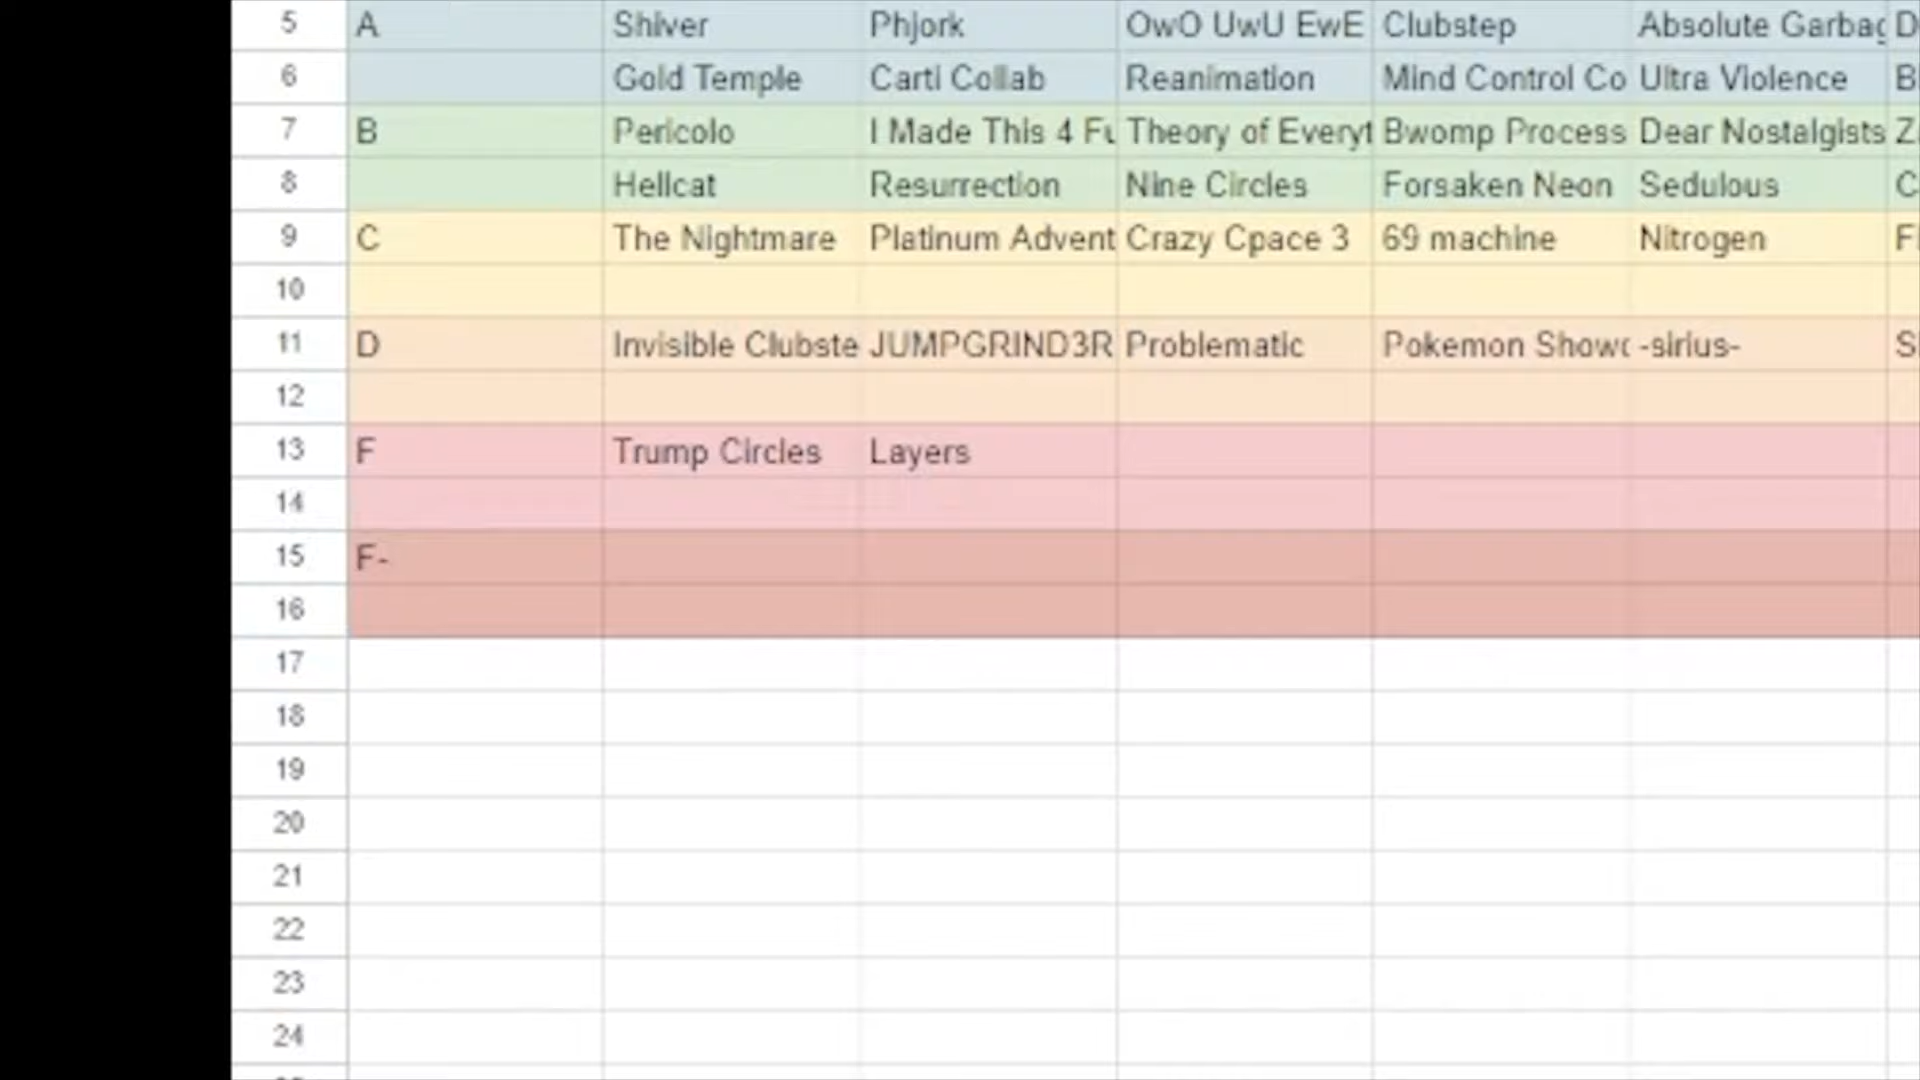 5 A Shiver Phjork OwO UwU EwE Clubstep Absolute Garbag D
6 Gold Temple Carti Collab Reanimation Mind Control Co Ultra Violence B
7 B Pericolo I Made This 4 Fu Theory of Everyt Bwomp Process Dear Nostalgists Z
8 Hellcat Resurrection Nine Circles Forsaken Neon Sedulous C
9 C The Nightmare Platinum Advent Crazy Cpace 3 69 machine Nitrogen F
10
11 D Invisible Clubste JUMPGRIND3R Problematic Pokemon Showc -sirius- S
12
13 F Trump Circles Layers
14
15 F-
16
17
18
19
20
21
22
23
24